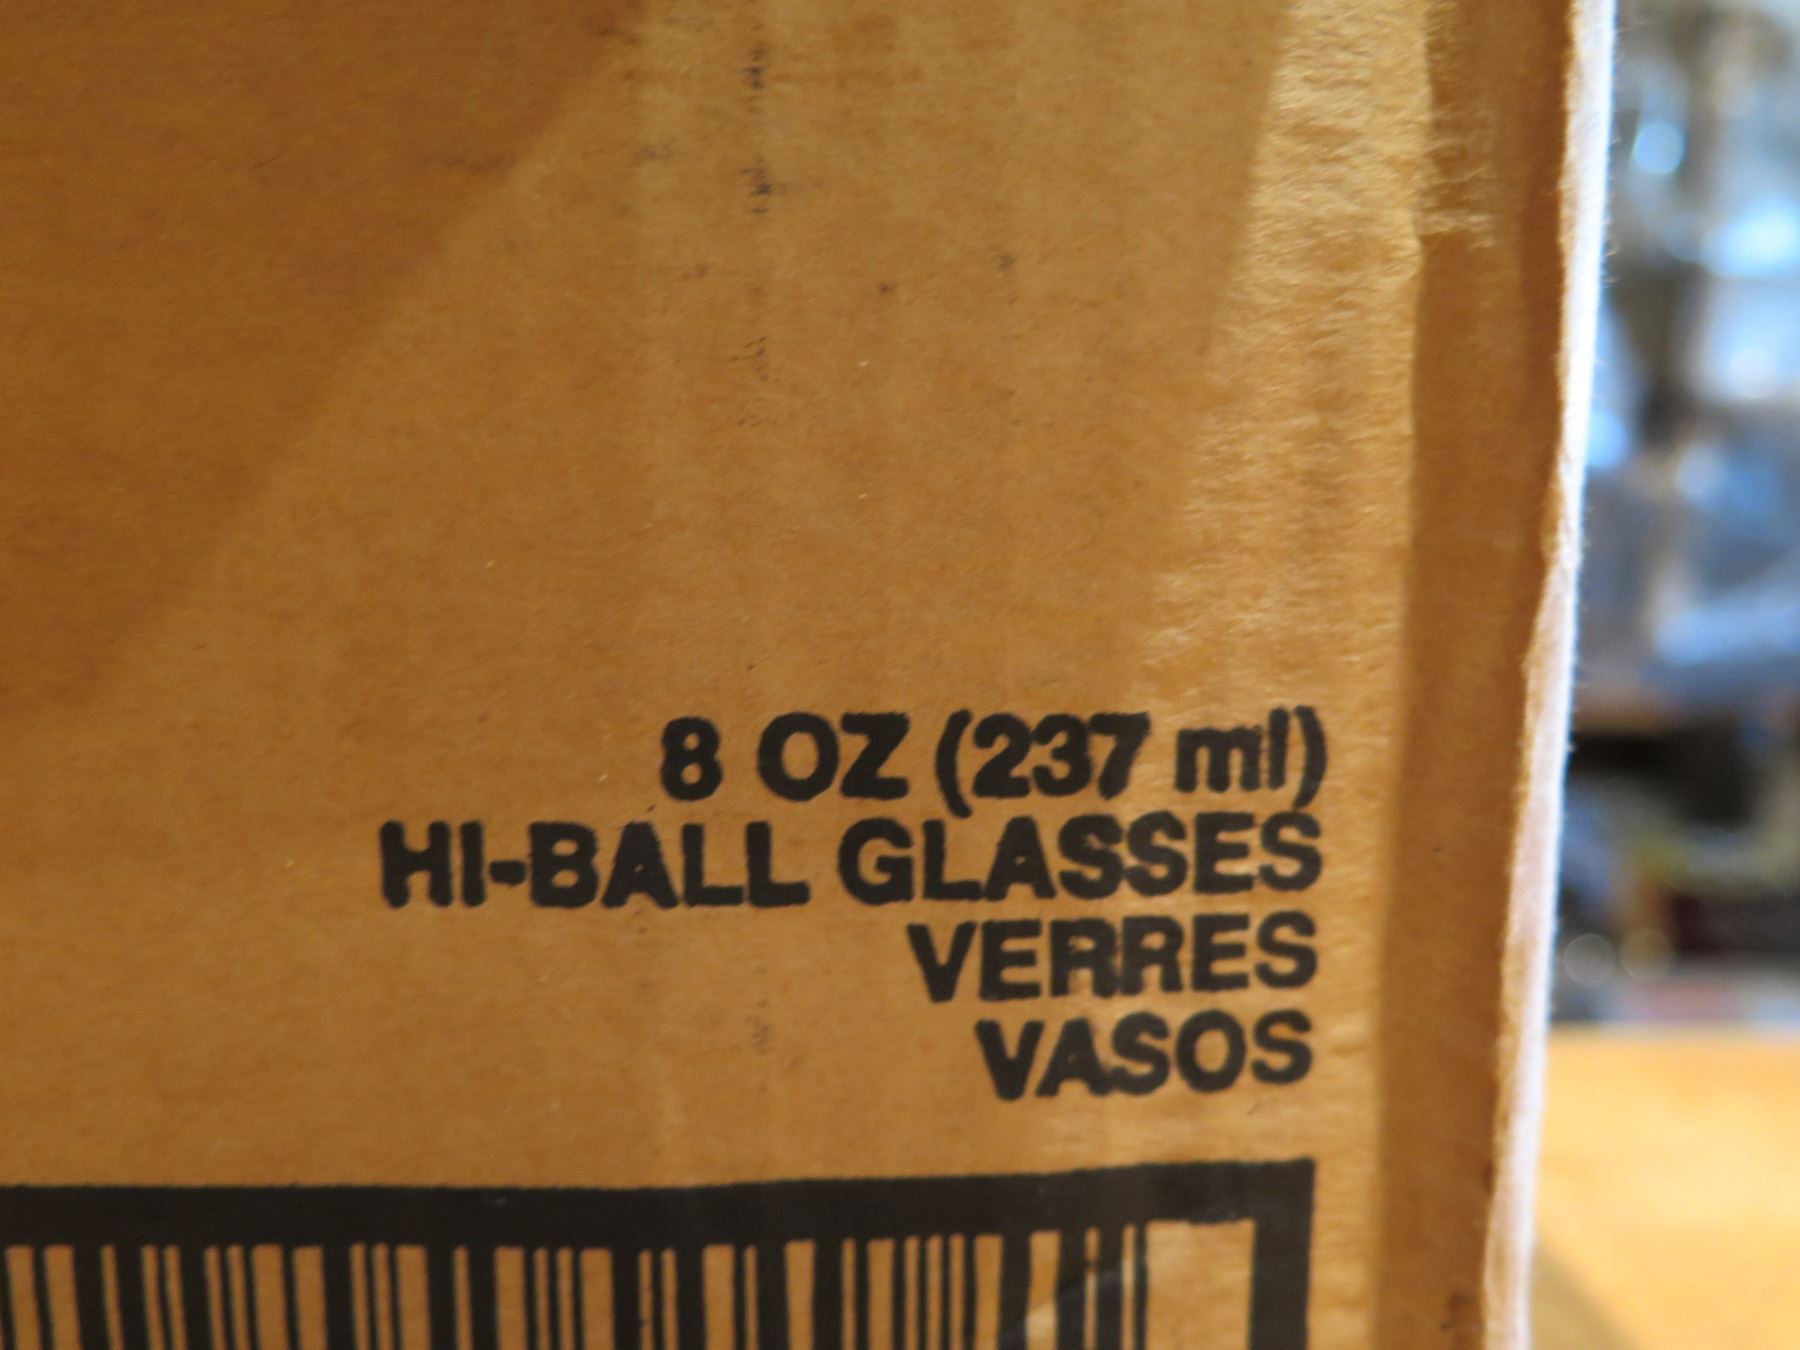 8 OZ (237 ml)
HI-BALL GLASSES
VERRES
VASOS